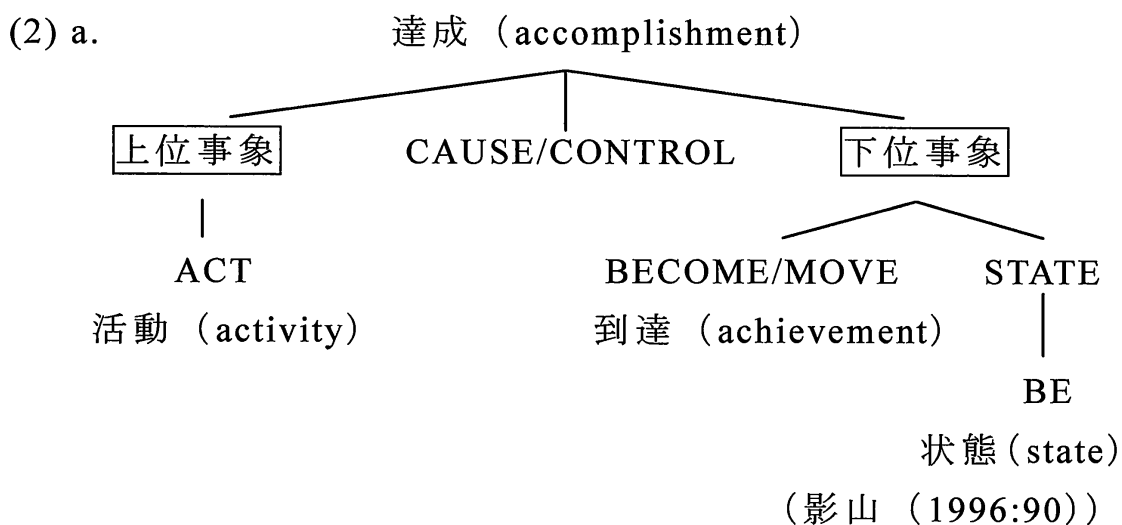 (2) a. 達成（accomplishment）
上位事象 CAUSE/CONTROL 下位事象
ACT BECOME/MOVE STATE
活動（activity） 到達（achievement）
BE
状態（state）
（影山（1996:90））